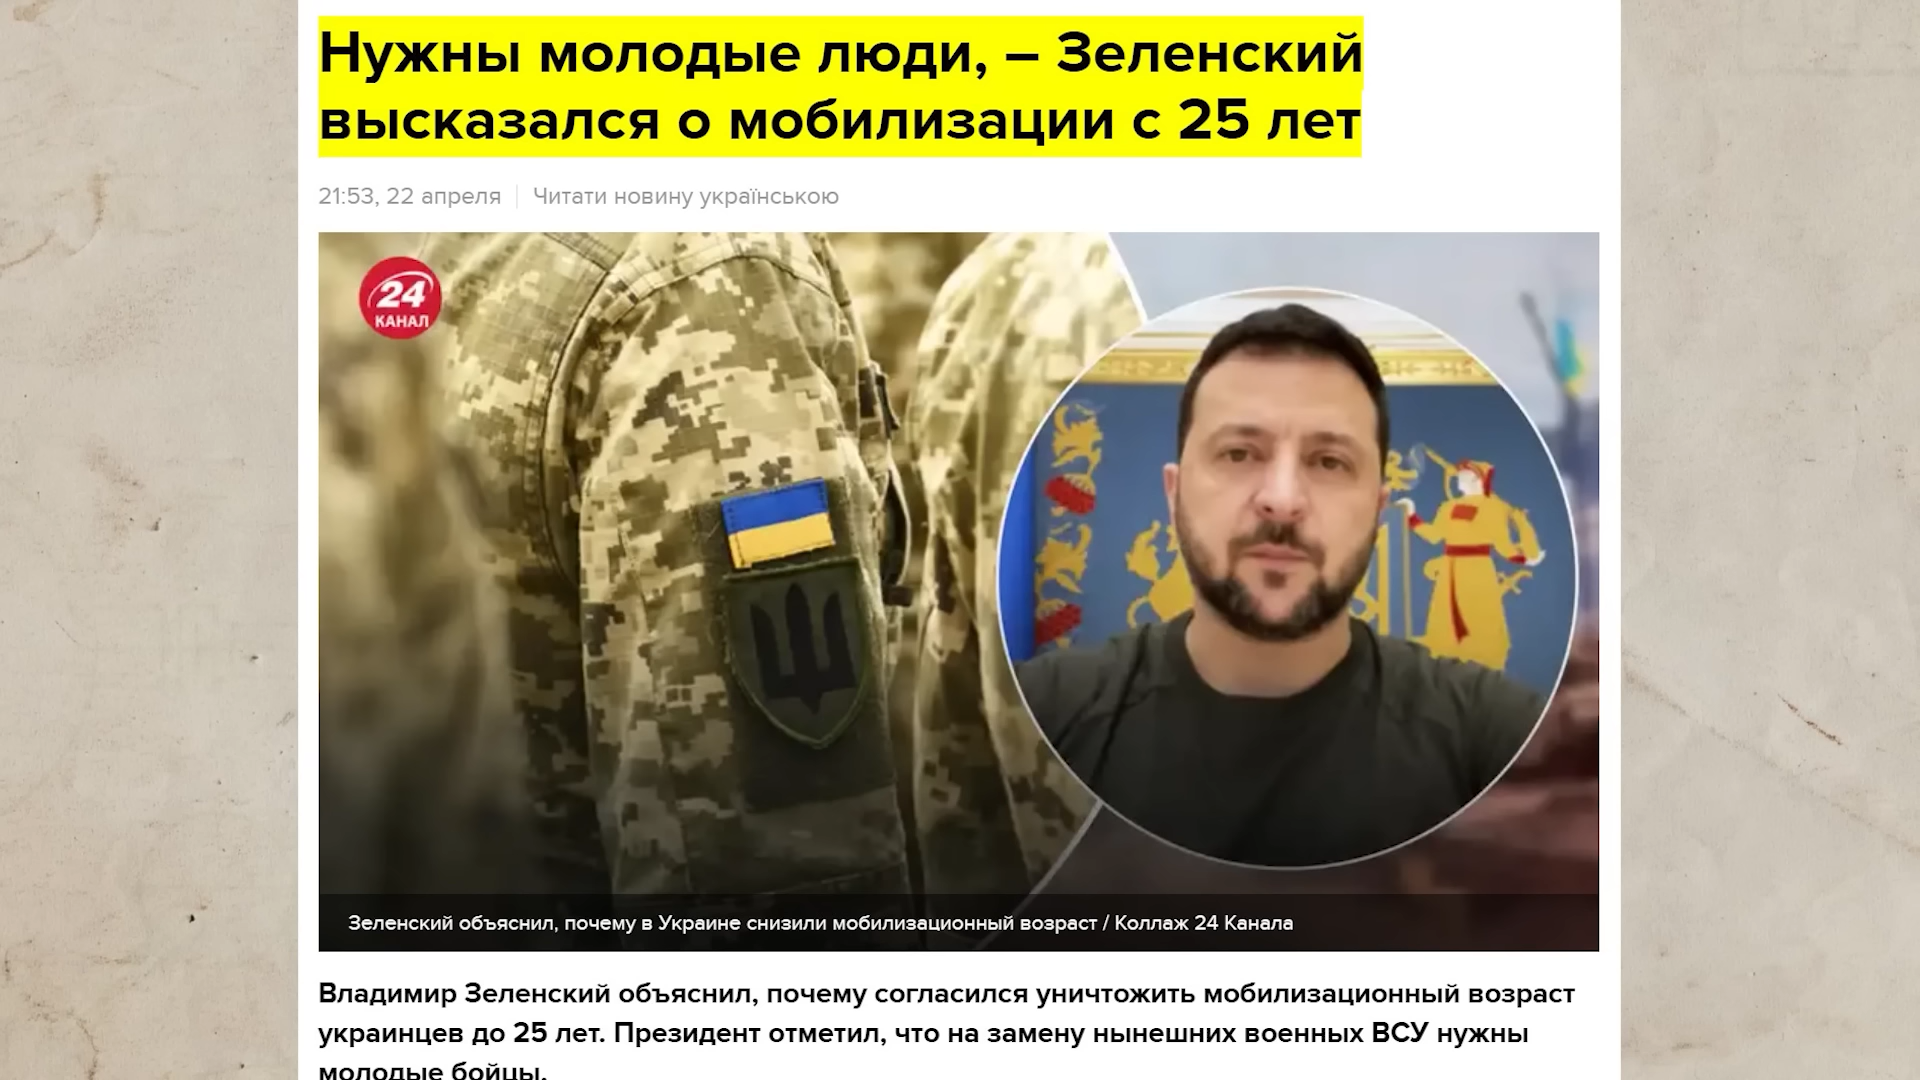 Нужны молодые люди, – Зеленский
высказался о мобилизации с 25 лет
21:53, 22 апреля | Читати новину українською
24
КАНАЛ
Зеленский объяснил, почему в Украине снизили мобилизационный возраст / Коллаж 24 Канала
Владимир Зеленский объяснил, почему согласился уничтожить мобилизационный возраст
украинцев до 25 лет. Президент отметил, что на замену нынешних военных ВСУ нужны
молодые бойцы.